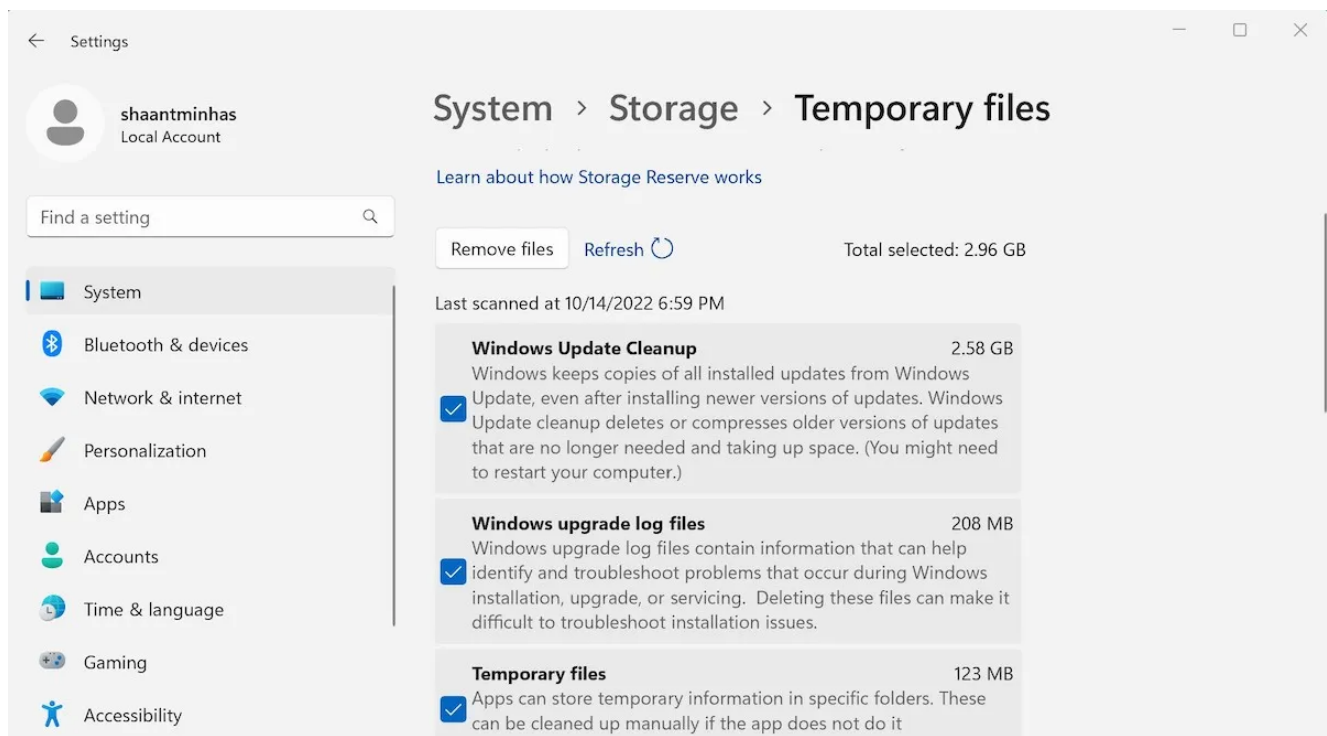 Settings
shaantminhas
Local Account
Find a setting
System
Bluetooth & devices
Network & internet
Personalization
Apps
Accounts
Time & language
Gaming
Accessibility
System > Storage > Temporary files
Learn about how Storage Reserve works
Remove files Refresh Total selected: 2.96 GB
Last scanned at 10/14/2022 6:59 PM
Windows Update Cleanup 2.58 GB
Windows keeps copies of all installed updates from Windows
Update, even after installing newer versions of updates. Windows
Update cleanup deletes or compresses older versions of updates
that are no longer needed and taking up space. (You might need
to restart your computer.)
Windows upgrade log files 208 MB
Windows upgrade log files contain information that can help
identify and troubleshoot problems that occur during Windows
installation, upgrade, or servicing.  Deleting these files can make it
difficult to troubleshoot installation issues.
Temporary files 123 MB
Apps can store temporary information in specific folders. These
can be cleaned up manually if the app does not do it